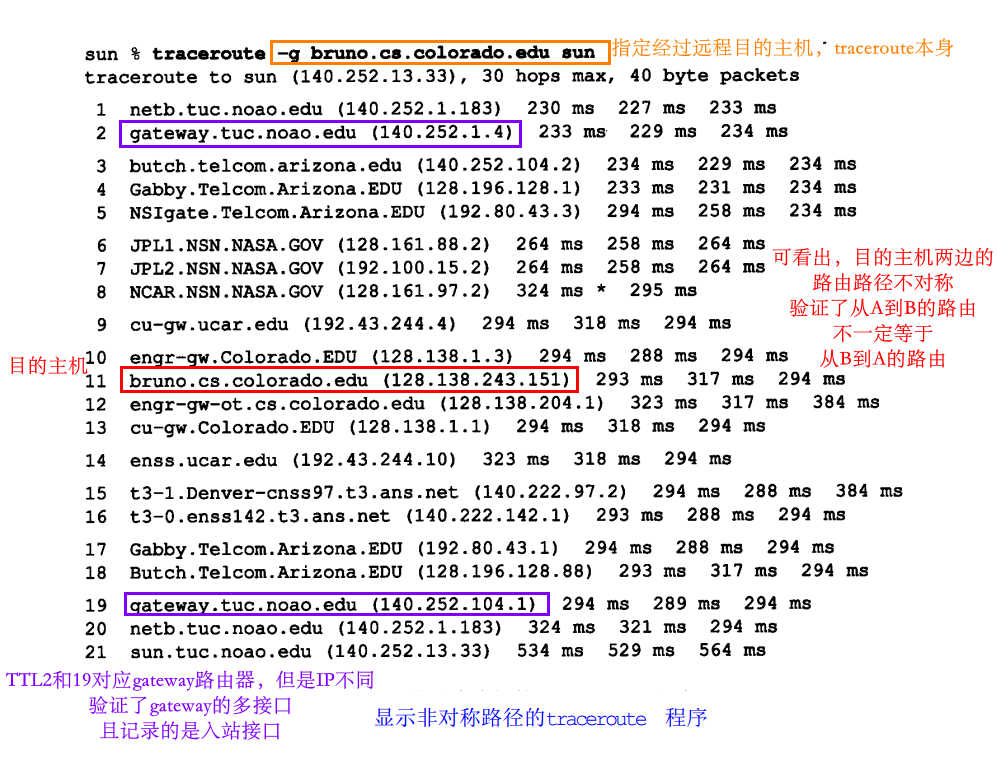 sun % traceroute -g bruno.cs.colorado.edu sun 指定经过远程目的主机，traceroute本身
traceroute to sun (140.252.13.33), 30 hops max, 40 byte packets
1 netb.tuc.noao.edu (140.252.1.183) 230 ms 227 ms 233 ms
2 gateway.tuc.noao.edu (140.252.1.4) 233 ms 229 ms 234 ms
3 butch.telcom.arizona.edu (140.252.104.2) 234 ms 229 ms 234 ms
4 Gabby.Telcom.Arizona.EDU (128.196.128.1) 233 ms 231 ms 234 ms
5 NSIgate.Telcom.Arizona.EDU (192.80.43.3) 294 ms 258 ms 234 ms
6 JPL1.NSN.NASA.GOV (128.161.88.2) 264 ms 258 ms 264 ms
7 JPL2.NSN.NASA.GOV (192.100.15.2) 264 ms 258 ms 264 ms
8 NCAR.NSN.NASA.GOV (128.161.97.2) 324 ms * 295 ms
可看出，目的主机两边的
路由路径不对称
验证了从A到B的路由
不一定等于
从B到A的路由
9 cu-gw.ucar.edu (192.43.244.4) 294 ms 318 ms 294 ms
10 engr-gw.Colorado.EDU (128.138.1.3) 294 ms 288 ms 294 ms
目的主机
11 bruno.cs.colorado.edu (128.138.243.151) 293 ms 317 ms 294 ms
12 engr-gw-ot.cs.colorado.edu (128.138.204.1) 323 ms 317 ms 384 ms
13 cu-gw.Colorado.EDU (128.138.1.1) 294 ms 318 ms 294 ms
14 enss.ucar.edu (192.43.244.10) 323 ms 318 ms 294 ms
15 t3-1.Denver-cnss97.t3.ans.net (140.222.97.2) 294 ms 288 ms 384 ms
16 t3-0.enss142.t3.ans.net (140.222.142.1) 293 ms 288 ms 294 ms
17 Gabby.Telcom.Arizona.EDU (192.80.43.1) 294 ms 288 ms 294 ms
18 Butch.Telcom.Arizona.EDU (128.196.128.88) 293 ms 317 ms 294 ms
19 gateway.tuc.noao.edu (140.252.104.1) 294 ms 289 ms 294 ms
20 netb.tuc.noao.edu (140.252.1.183) 324 ms 321 ms 294 ms
21 sun.tuc.noao.edu (140.252.13.33) 534 ms 529 ms 564 ms
TTL2和19对应gateway路由器，但是IP不同
验证了gateway的多接口
且记录的是入站接口
显示非对称路径的traceroute 程序